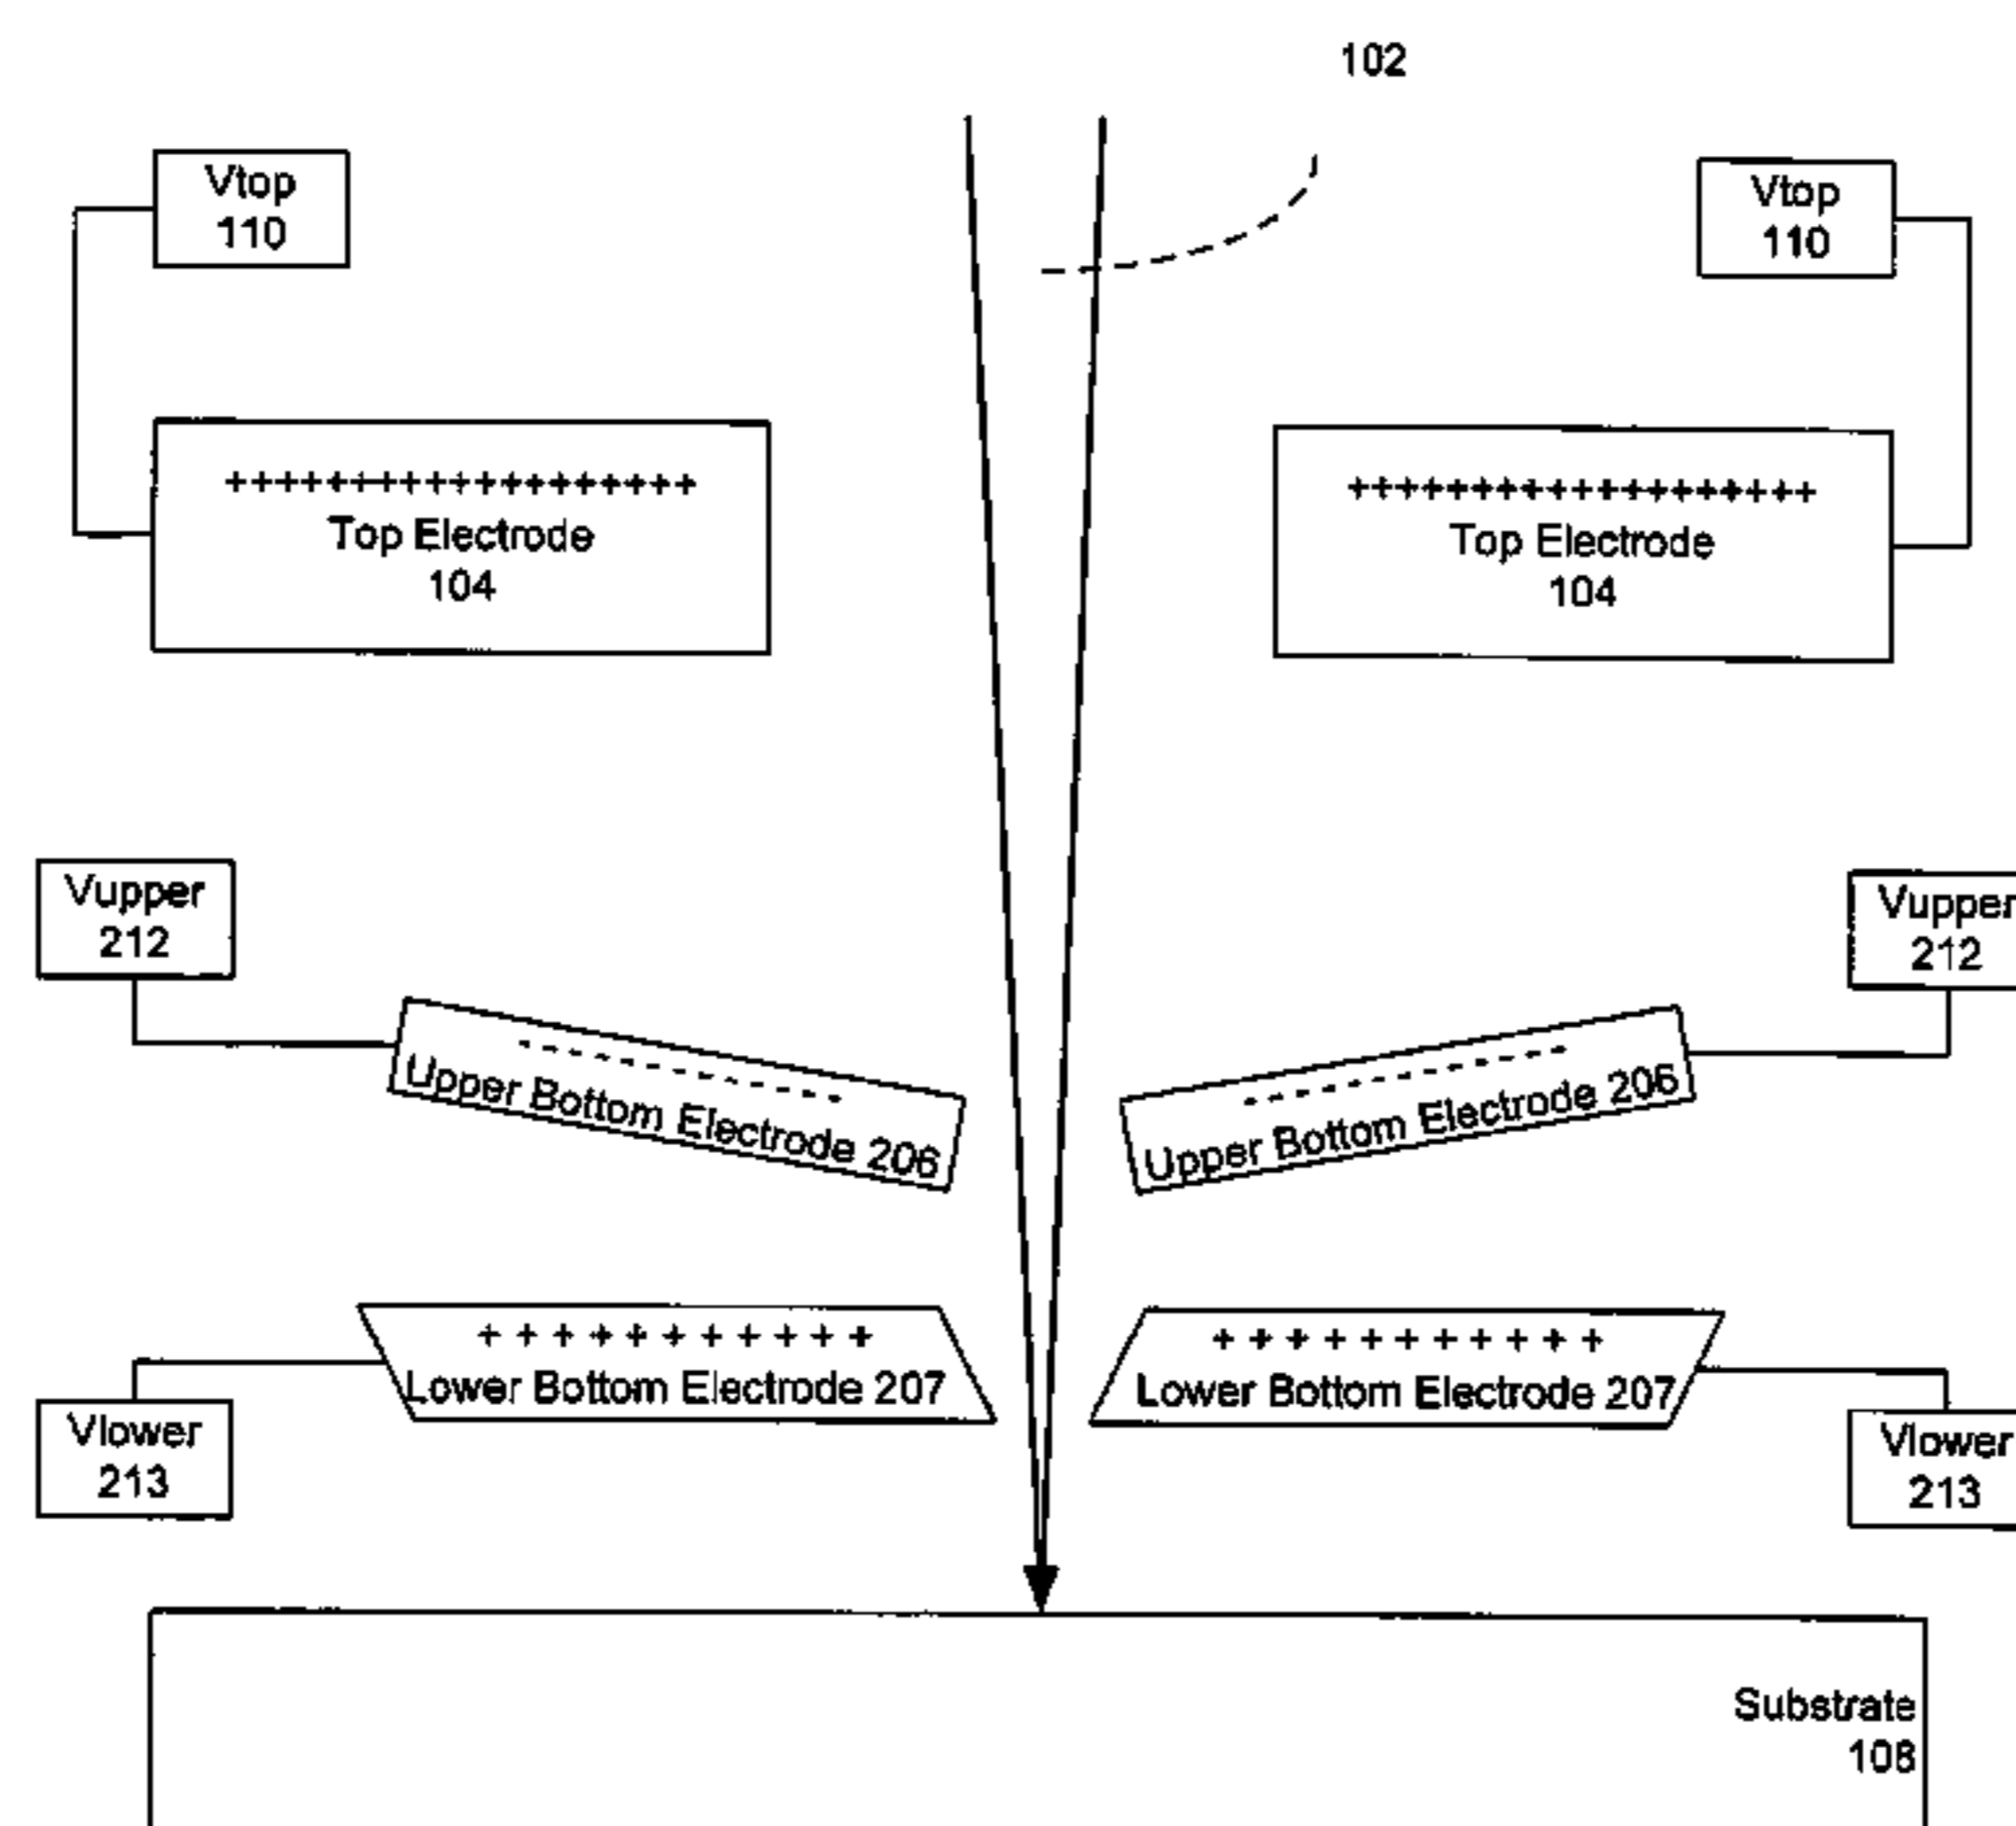 102
Vtop
110
Vtop
110
+++++++++++++++++++
Top Electrode
104
+++++++++++++++++++
Top Electrode
104
Vupper
212
Vupper
212
- - - - - - - - - - - - -
Upper Bottom Electrode 206
- - - - - - - - - - - - -
Upper Bottom Electrode 206
+ + + + + + + + + + +
Lower Bottom Electrode 207
+ + + + + + + + + + +
Lower Bottom Electrode 207
Vlower
213
Vlower
213
Substrate
108